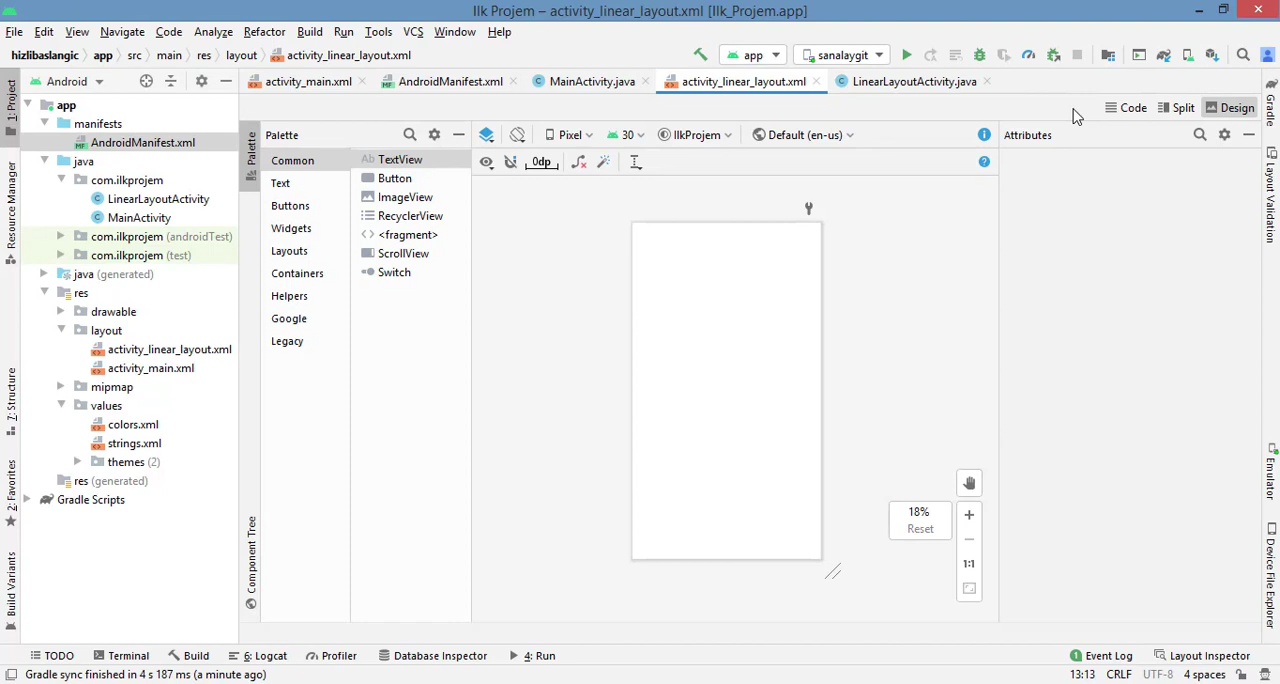 Ilk Projem – activity_linear_layout.xml [Ilk_Projem.app]
File Edit View Navigate Code Analyze Refactor Build Run Tools VCS Window Help
hizlibaslangic app src main res layout activity_linear_layout.xml app sanalaygit
Android activity_main.xml AndroidManifest.xml MainActivity.java activity_linear_layout.xml LinearLayoutActivity.java
Code Split Design
1: Project
Resource Manager
Z: Structure
2: Favorites
Build Variants
app
manifests
AndroidManifest.xml
java
com.ilkprojem
LinearLayoutActivity
MainActivity
com.ilkprojem (androidTest)
com.ilkprojem (test)
java (generated)
res
drawable
layout
activity_linear_layout.xml
activity_main.xml
mipmap
values
colors.xml
strings.xml
themes (2)
res (generated)
Gradle Scripts
Palette
Component Tree
Palette
Common
Text
Buttons
Widgets
Layouts
Containers
Helpers
Google
Legacy
Ab TextView
Button
ImageView
RecyclerView
<fragment>
ScrollView
Switch
Pixel 30 IlkProjem Default (en-us)
0dp
18%
Reset
1:1
Attributes
Gradle
Layout Validation
Emulator
Device File Explorer
TODO Terminal Build 6: Logcat Profiler Database Inspector 4: Run 1 Event Log Layout Inspector
Gradle sync finished in 4 s 187 ms (a minute ago) 13:13 CRLF UTF-8 4 spaces